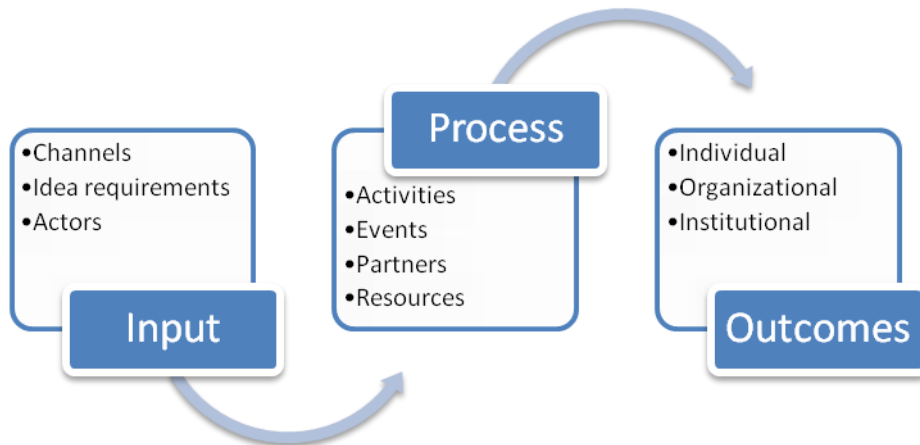 •Channels
•Idea requirements
•Actors
Input
Process
•Activities
•Events
•Partners
•Resources
•Individual
•Organizational
•Institutional
Outcomes